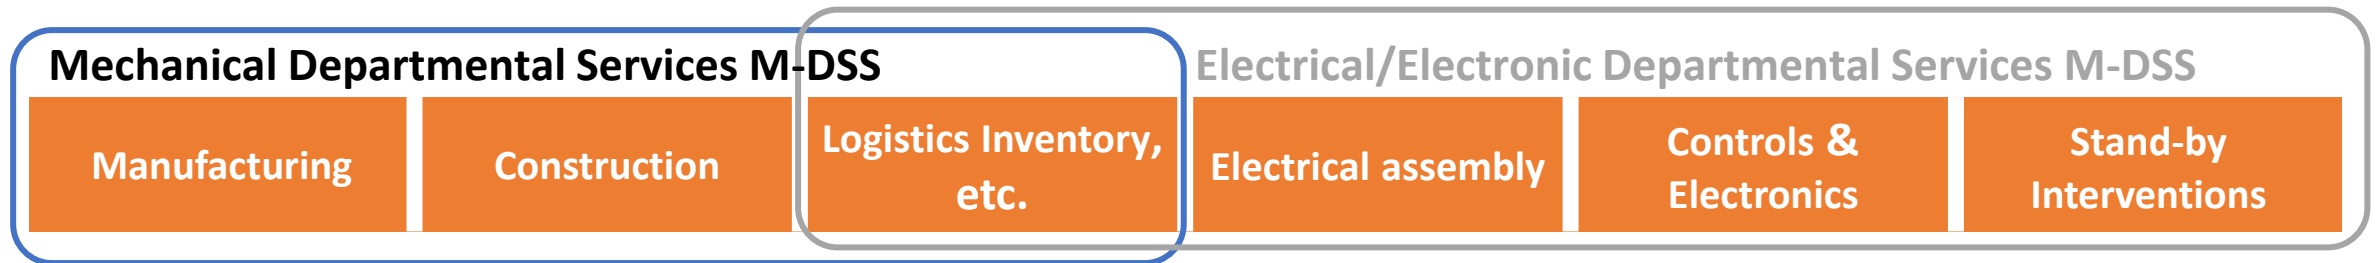 Mechanical Departmental Services M-DSS
Electrical/Electronic Departmental Services M-DSS
Manufacturing
Construction
Logistics Inventory,
etc.
Electrical assembly
Controls &
Electronics
Stand-by
Interventions